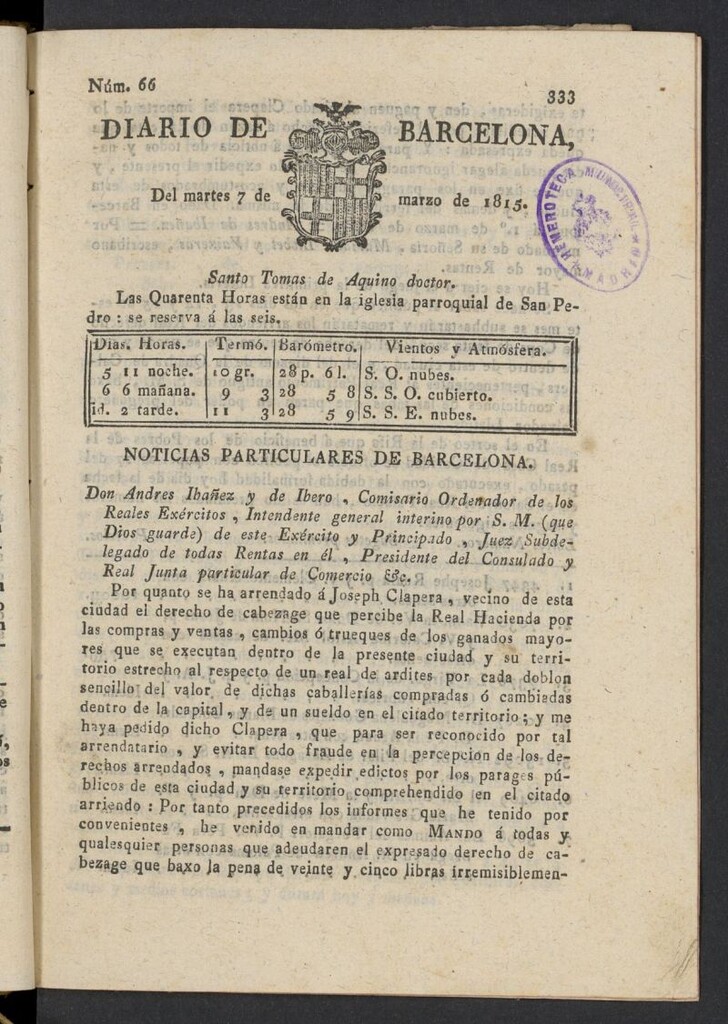 Núm. 66
333
DIARIO DE BARCELONA,
Del martes 7 de marzo de 1815.
HEMEROTECA MUNICIPAL
MADRID
Santo Tomas de Aquino doctor.
Las Quarenta Horas están en la iglesia parroquial de San Pe-
dro : se reserva á las seis.
Dias. Horas. Termó. Barómetro. Vientos y Atmósfera.
5 11 noche. 10 gr. 28 p. 6 l. S. O. nubes.
6 6 mañana. 9 3 28 5 8 S. S. O. cubierto.
id. 2 tarde. 11 3 28 5 9 S. S. E. nubes.
NOTICIAS PARTICULARES DE BARCELONA.
Don Andres Ibañez y de Ibero , Comisario Ordenador de los
Reales Exércitos , Intendente general interino por S. M. (que
Dios guarde) de este Exército y Principado , Juez Subde-
legado de todas Rentas en él , Presidente del Consulado y
Real Junta particular de Comercio &c.
Por quanto se ha arrendado á Joseph Clapera , vecino de esta
ciudad el derecho de cabezage que percibe la Real Hacienda por
las compras y ventas , cambios ó trueques de los ganados mayo-
res que se executan dentro de la presente ciudad y su terri-
torio estrecho al respecto de un real de ardites por cada doblon
sencillo del valor de dichas caballerías compradas ó cambiadas
dentro de la capital, y de un sueldo en el citado territorio; y me
haya pedido dicho Clapera , que para ser reconocido por tal
arrendatario , y evitar todo fraude en la percepcion de los de-
rechos arrendados , mandase expedir edictos por los parages pú-
blicos de esta ciudad y su territorio comprehendido en el citado
arriendo : Por tanto precedidos los informes que he tenido por
convenientes , he venido en mandar como MANDO á todas y
qualesquier personas que adeudaren el expresado derecho de ca-
bezage que baxo la pena de veinte y cinco libras irremisiblemen-